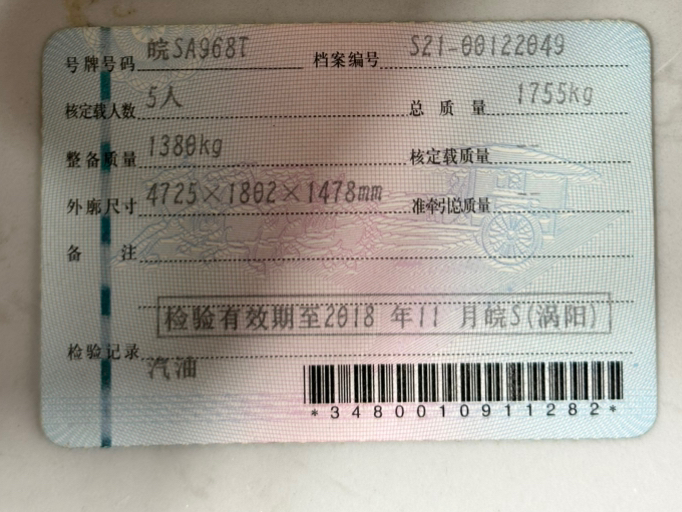 号牌号码 皖SA968T 档案编号 S21-00122049
核定载人数 5人 总质量 1755kg
整备质量 1380kg 核定载质量 --
外廓尺寸 4725×1802×1478mm 准牵引总质量 --
备注
检验有效期至2018 年11 月皖S(涡阳)
检验记录
汽油
*3480010911282*